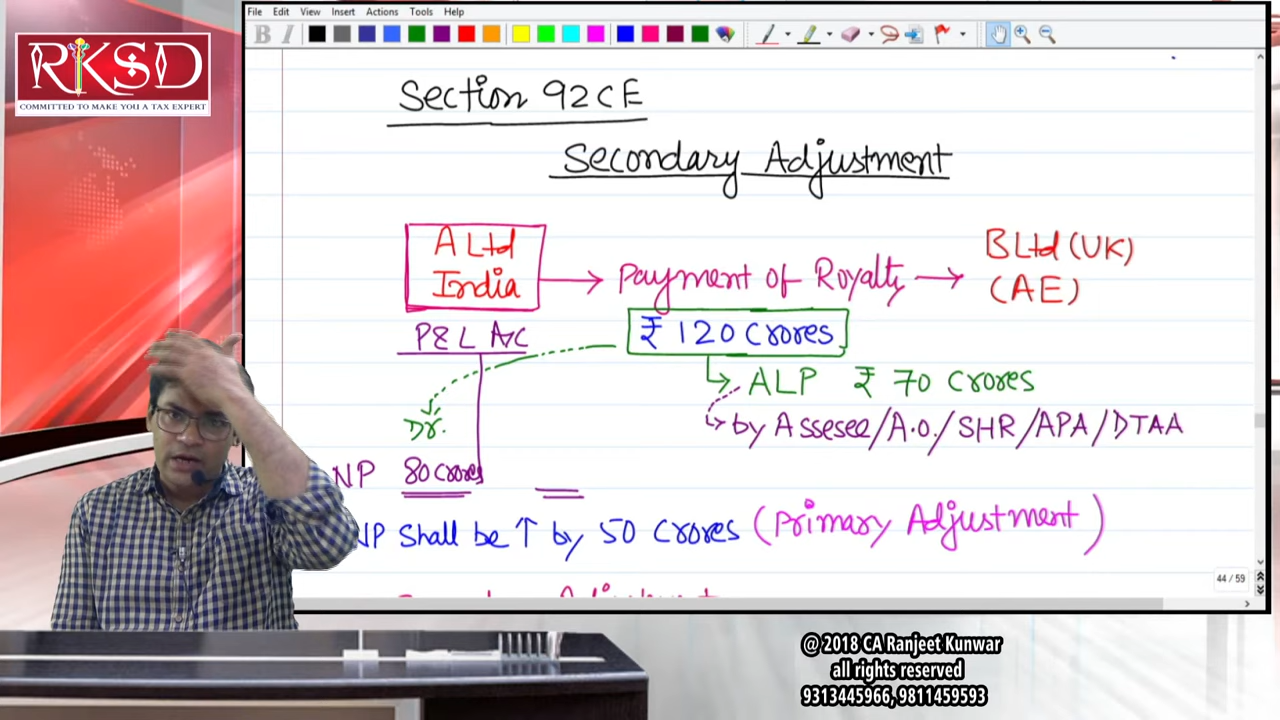 RKSD
COMMITTED TO MAKE YOU A TAX EXPERT
File Edit View Insert Actions Tools Help
B I
Section 92CE
Secondary Adjustment
A Ltd
India
Payment of Royalty
B Ltd (UK)
(AE)
P&L A/C
₹ 120 Crores
ALP ₹ 70 Crores
Dr.
by Assesee/A.O./SHR/APA/DTAA
NP 80 crores
NP Shall be ↑ by 50 Crores (Primary Adjustment)
44 / 59
@ 2018 CA Ranjeet Kunwar
all rights reserved
9313445966, 9811459593